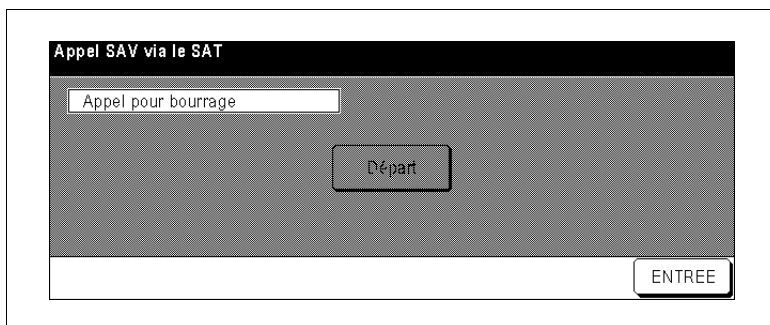 Appel SAV via le SAT
Appel pour bourrage
Départ
ENTREE